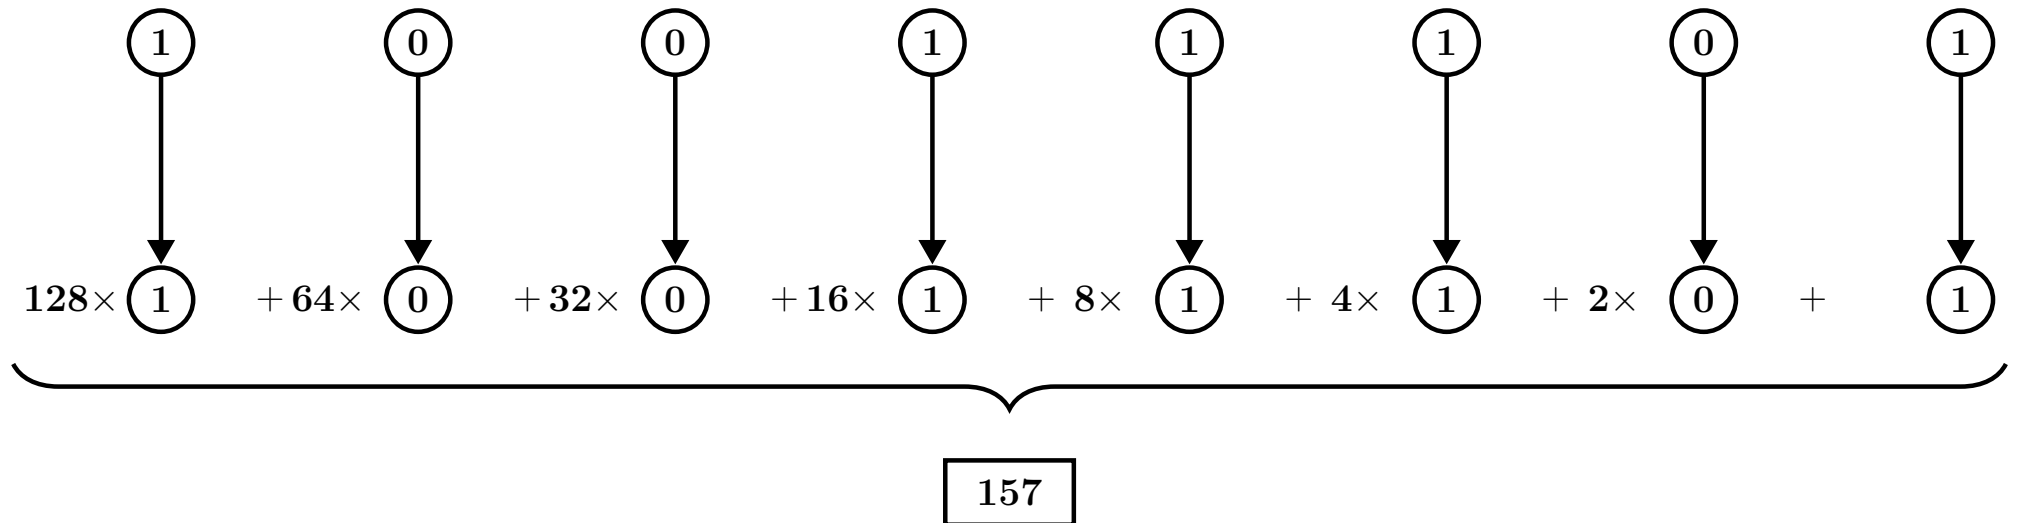 1 0 0 1 1 1 0 1
128× 1 + 64× 0 + 32× 0 + 16× 1 + 8× 1 + 4× 1 + 2× 0 + 1
157